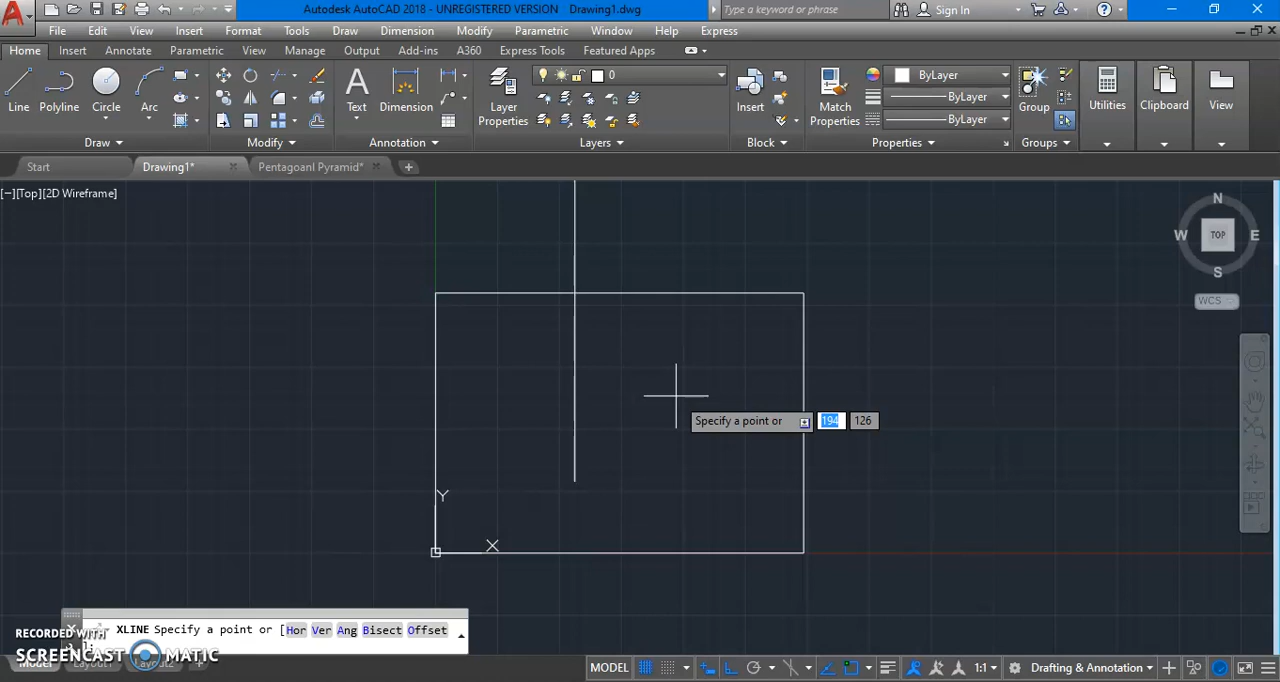 Autodesk AutoCAD 2018 - UNREGISTERED VERSION Drawing1.dwg
Type a keyword or phrase
Sign In
File Edit View Insert Format Tools Draw Dimension Modify Parametric Window Help Express
Home Insert Annotate Parametric View Manage Output Add-ins A360 Express Tools Featured Apps
0
ByLayer
ByLayer
ByLayer
Line Polyline Circle Arc
Text Dimension
Layer Properties
Insert
Match Properties
Group
Utilities
Clipboard
View
Draw Modify Annotation Layers Block Properties Groups
Start Drawing1* Pentagoanl Pyramid*
[−][Top][2D Wireframe]
N
W TOP E
S
WCS
Specify a point or 194 126
Y
X
XLINE Specify a point or [Hor Ver Ang Bisect Offset
RECORDED WITH
SCREENCAST MATIC
Model Layout1 Layout2 +
MODEL 1:1 Drafting & Annotation